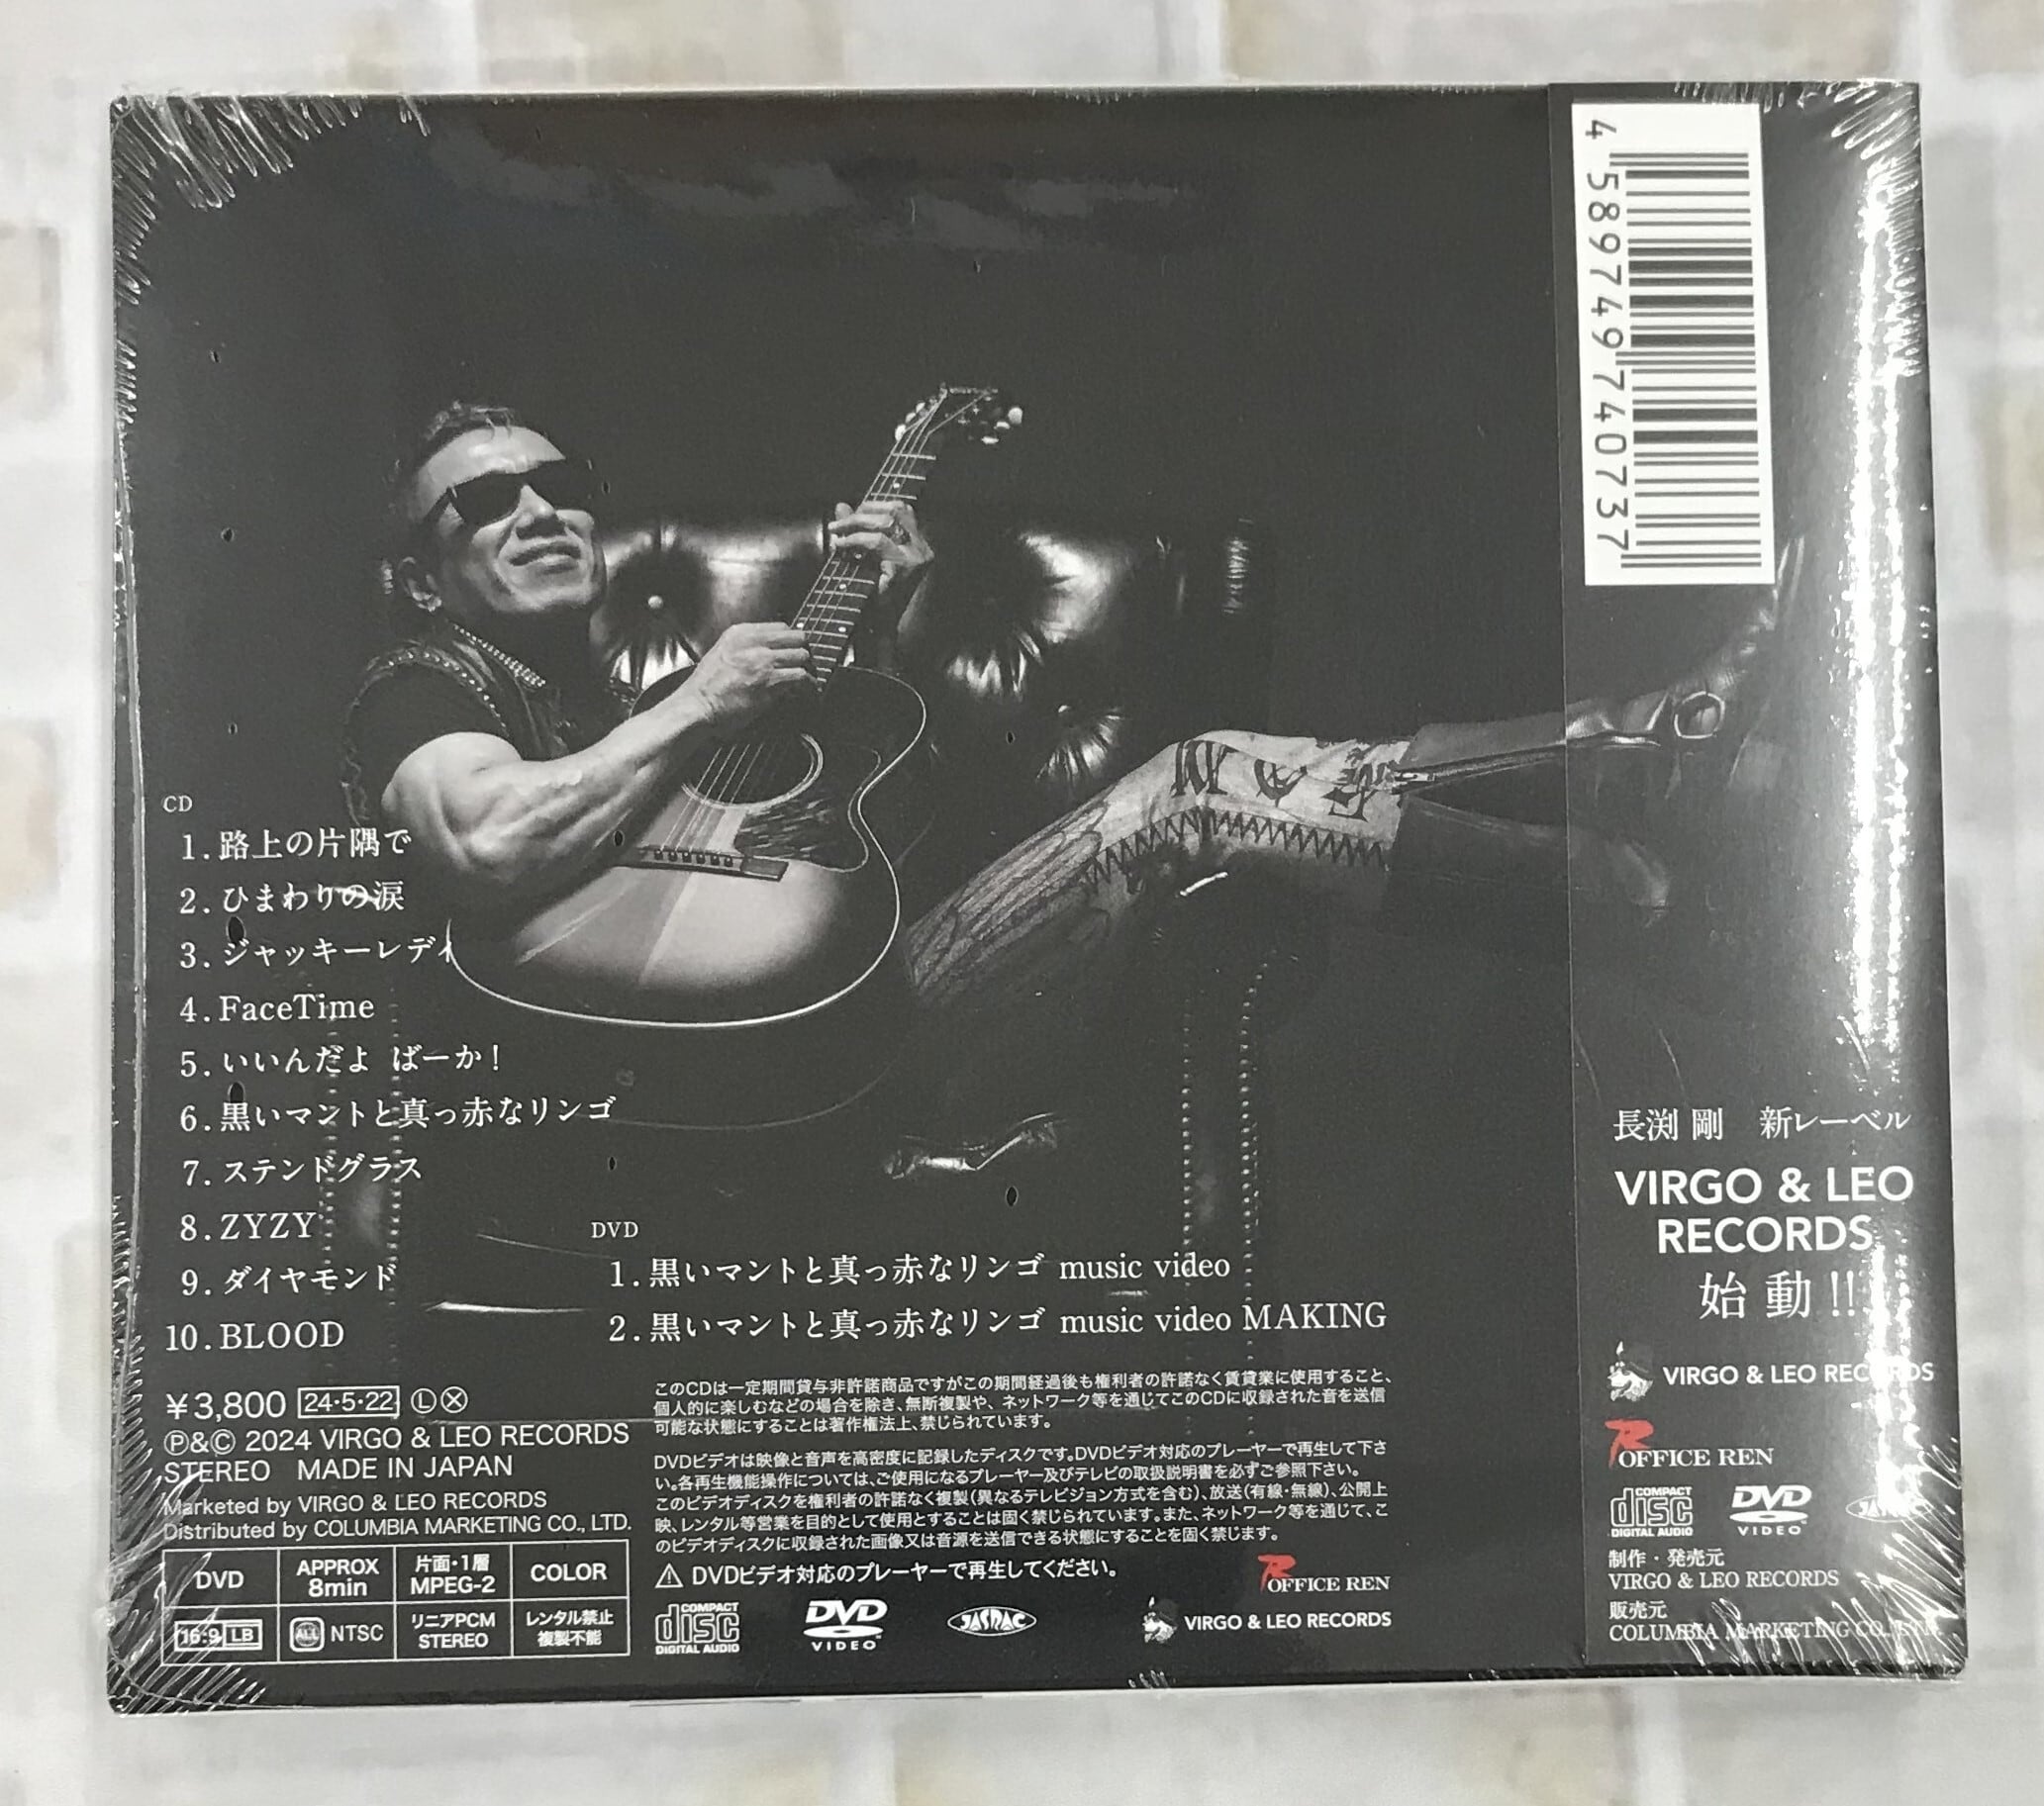 CD
1. 路上の片隅で
2. ひまわりの涙
3. ジャッキーレディ
4. FaceTime
5. いいんだよ ばーか！
6. 黒いマントと真っ赤なリンゴ
7. ステンドグラス
8. ZYZY
9. ダイヤモンド
10. BLOOD
DVD
1. 黒いマントと真っ赤なリンゴ music video
2. 黒いマントと真っ赤なリンゴ music video MAKING
¥3,800 24・5・22 Ⓛ Ⓧ
Ⓟ&Ⓒ 2024 VIRGO & LEO RECORDS
STEREO MADE IN JAPAN
Marketed by VIRGO & LEO RECORDS
Distributed by COLUMBIA MARKETING CO., LTD.
DVD
APPROX
8min
片面・1層
MPEG-2
COLOR
16:9 LB
ALL NTSC
リニアPCM
STEREO
レンタル禁止
複製不能
このCDは一定期間貸与非許諾商品ですがこの期間経過後も権利者の許諾なく賃貸業に使用すること、
個人的に楽しむなどの場合を除き、無断複製や、ネットワーク等を通じてこのCDに収録された音を送信
可能な状態にすることは著作権法上、禁じられています。
DVDビデオは映像と音声を高密度に記録したディスクです。DVDビデオ対応のプレーヤーで再生して下さ
い。各再生機能操作については、ご使用になるプレーヤー及びテレビの取扱説明書を必ずご参照下さい。
このビデオディスクを権利者の許諾なく複製(異なるテレビジョン方式を含む)、放送(有線・無線)、公開上
映、レンタル等営業を目的として使用とすることは固く禁じられています。また、ネットワーク等を通じて、こ
のビデオディスクに収録された画像又は音源を送信できる状態にすることを固く禁じます。
⚠ DVDビデオ対応のプレーヤーで再生してください。
COMPACT
disc
DIGITAL AUDIO
DVD
VIDEO
JASRAC
R OFFICE REN
VIRGO & LEO RECORDS
4 589749 740737
長渕 剛 新レーベル
VIRGO & LEO
RECORDS
始動!!
VIRGO & LEO RECORDS
R OFFICE REN
COMPACT
disc
DIGITAL AUDIO
DVD
VIDEO
JASRAC
制作・発売元
VIRGO & LEO RECORDS
販売元
COLUMBIA MARKETING CO.